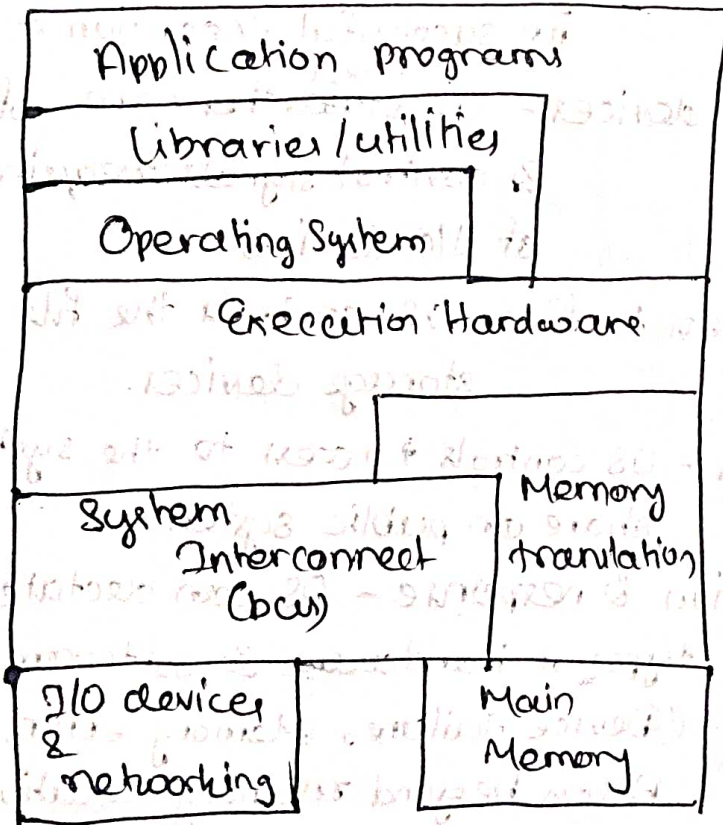 Application programs
Libraries/utilities
Operating System
Execution Hardware
Memory
translation
System
Interconnect
(bus)
I/O devices
&
networking
Main
Memory